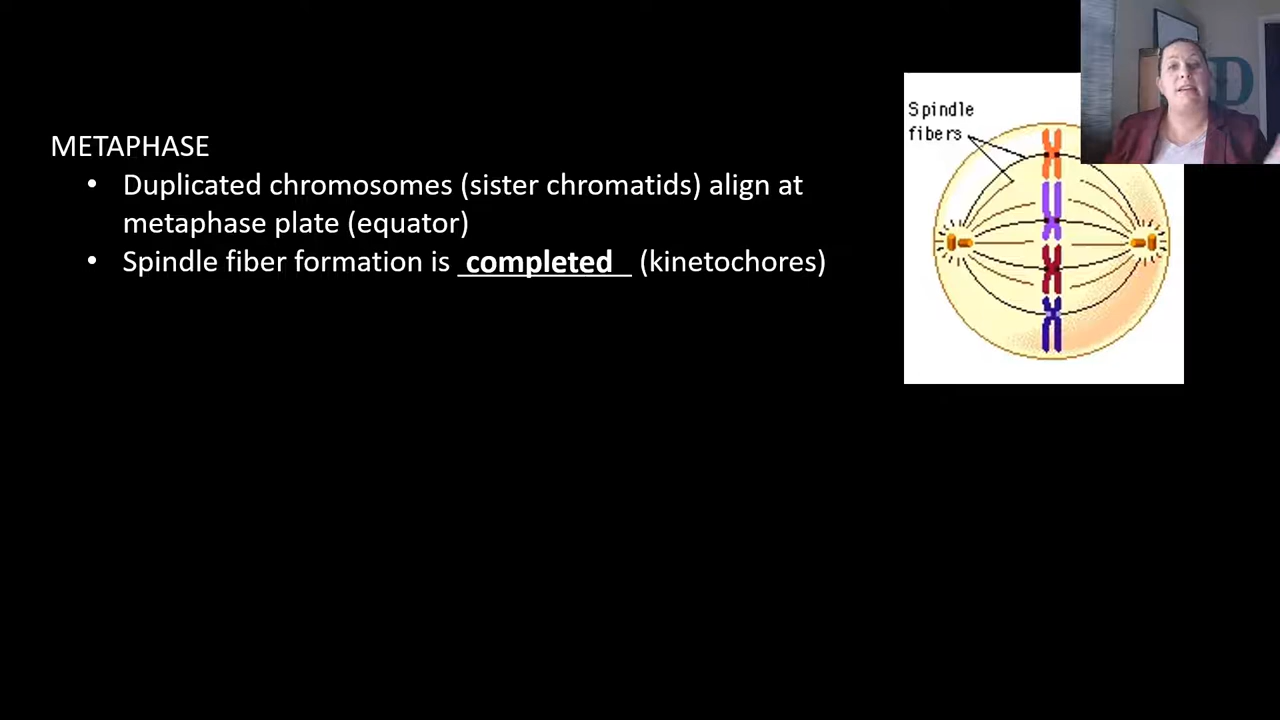 METAPHASE
• Duplicated chromosomes (sister chromatids) align at
metaphase plate (equator)
• Spindle fiber formation is completed (kinetochores)
Spindle
fibers
D